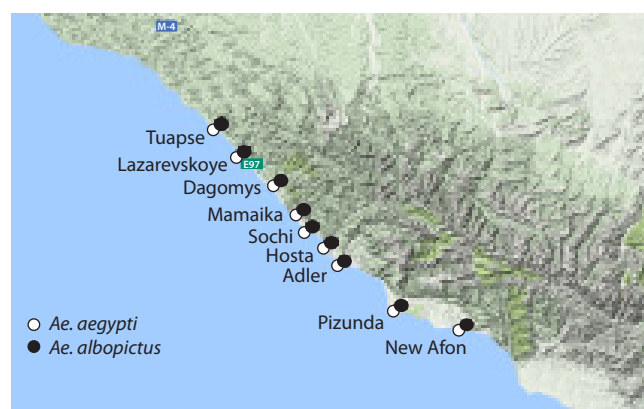 M-4
Tuapse
Lazarevskoye
E97
Dagomys
Mamaika
Sochi
Hosta
Adler
Pizunda
New Afon
Ae. aegypti
Ae. albopictus